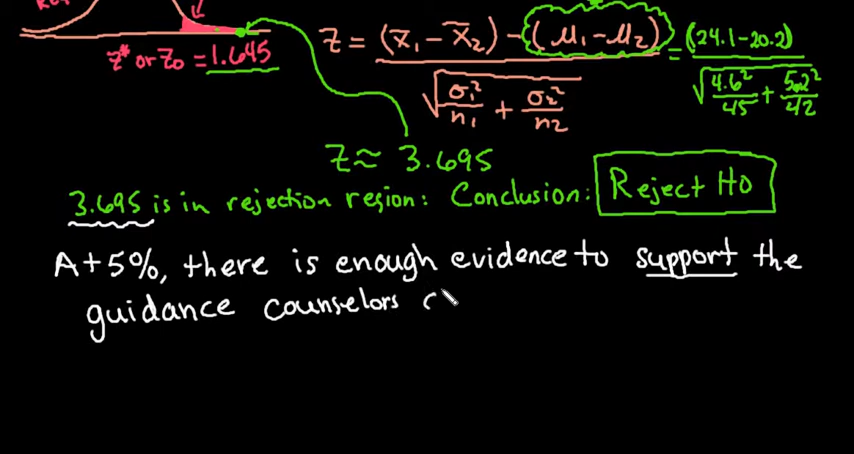 z* or z₀ = 1.645
z = (x̄₁ − x̄₂) − (μ₁ − μ₂) / √(σ₁²/n₁ + σ₂²/n₂) = (24.1 - 20.2) / √(4.6²/45 + 5.2²/42)
z ≈ 3.695
3.695 is in rejection region: Conclusion: Reject H0
At 5%, there is enough evidence to support the
guidance counselors c